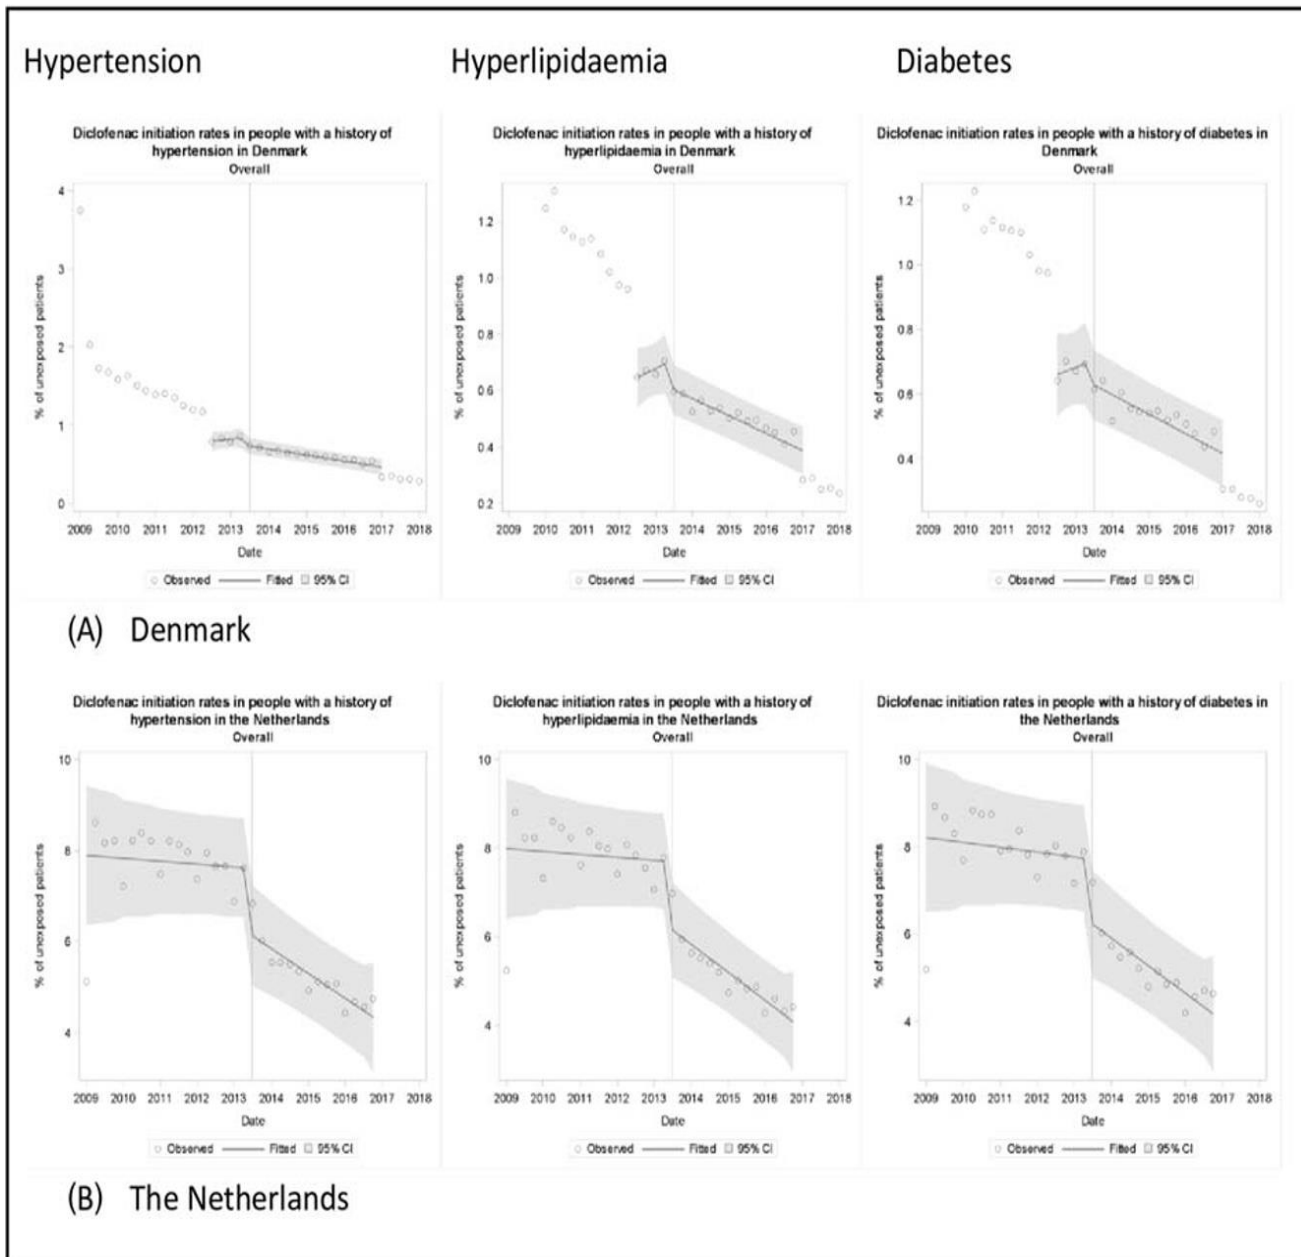 Hypertension
Hyperlipidaemia
Diabetes
Diclofenac initiation rates in people with a history of
hypertension in Denmark
Overall
4
3
2
1
0
% of unexposed patients
2009 2010 2011 2012 2013 2014 2015 2016 2017 2018
Date
Observed Fitted 95% CI
Diclofenac initiation rates in people with a history of
hyperlipidaemia in Denmark
Overall
1.2
1.0
0.8
0.6
0.4
0.2
% of unexposed patients
2009 2010 2011 2012 2013 2014 2015 2016 2017 2018
Date
Observed Fitted 95% CI
Diclofenac initiation rates in people with a history of diabetes in
Denmark
Overall
1.2
1.0
0.8
0.6
0.4
% of unexposed patients
2009 2010 2011 2012 2013 2014 2015 2016 2017 2018
Date
Observed Fitted 95% CI
(A) Denmark
Diclofenac initiation rates in people with a history of
hypertension in the Netherlands
Overall
10
8
6
4
% of unexposed patients
2009 2010 2011 2012 2013 2014 2015 2016 2017 2018
Date
Observed Fitted 95% CI
Diclofenac initiation rates in people with a history of
hyperlipidaemia in the Netherlands
Overall
10
8
6
4
% of unexposed patients
2009 2010 2011 2012 2013 2014 2015 2016 2017 2018
Date
Observed Fitted 95% CI
Diclofenac initiation rates in people with a history of diabetes in
the Netherlands
Overall
10
8
6
4
% of unexposed patients
2009 2010 2011 2012 2013 2014 2015 2016 2017 2018
Date
Observed Fitted 95% CI
(B) The Netherlands